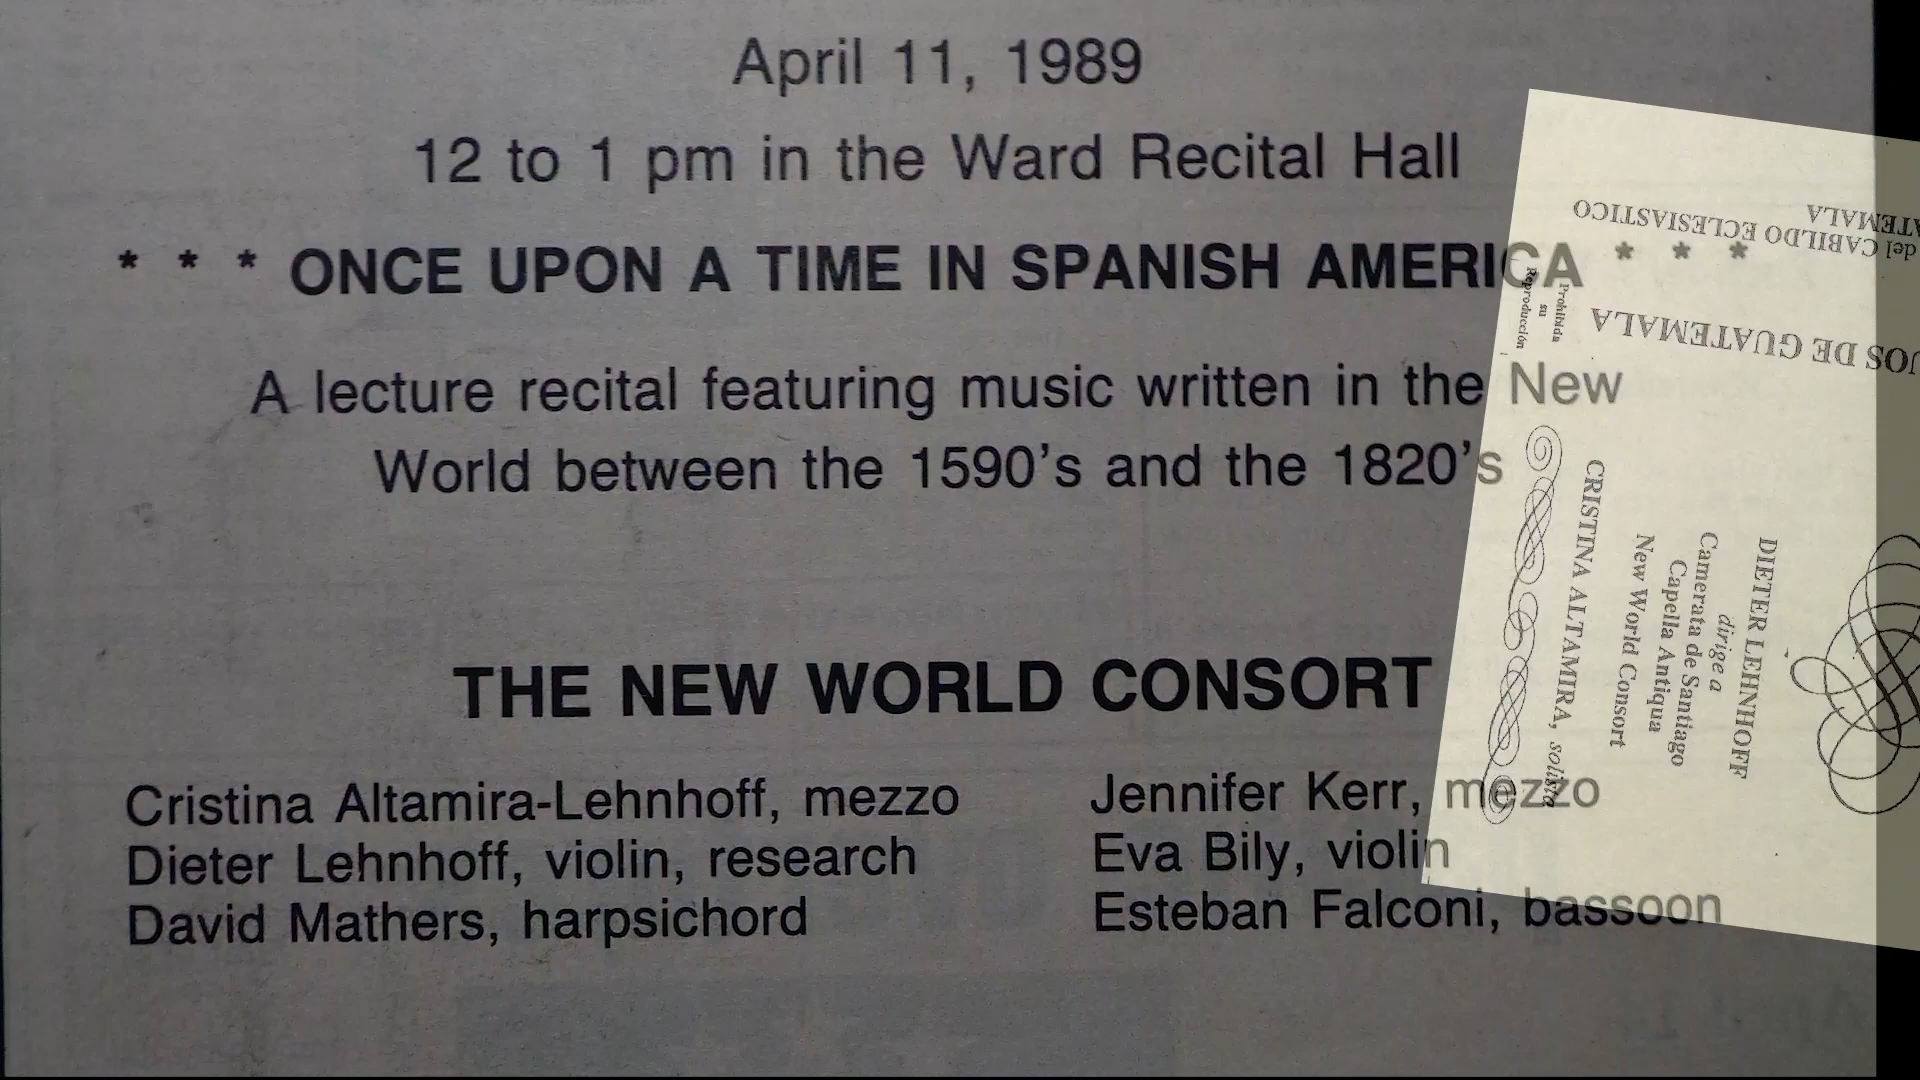 April 11, 1989
12 to 1 pm in the Ward Recital Hall
* * * ONCE UPON A TIME IN SPANISH AMERICA * * *
A lecture recital featuring music written in the New
World between the 1590's and the 1820's
THE NEW WORLD CONSORT
Cristina Altamira-Lehnhoff, mezzo
Dieter Lehnhoff, violin, research
David Mathers, harpsichord
Jennifer Kerr, mezzo
Eva Bily, violin
Esteban Falconi, bassoon
del CABILDO ECLESIASTICO
DE GUATEMALA
Prohibida
su
Reproducción
DIETER LEHNHOFF
dirige a
Camerata de Santiago
Capella Antiqua
New World Consort
CRISTINA ALTAMIRA, solista